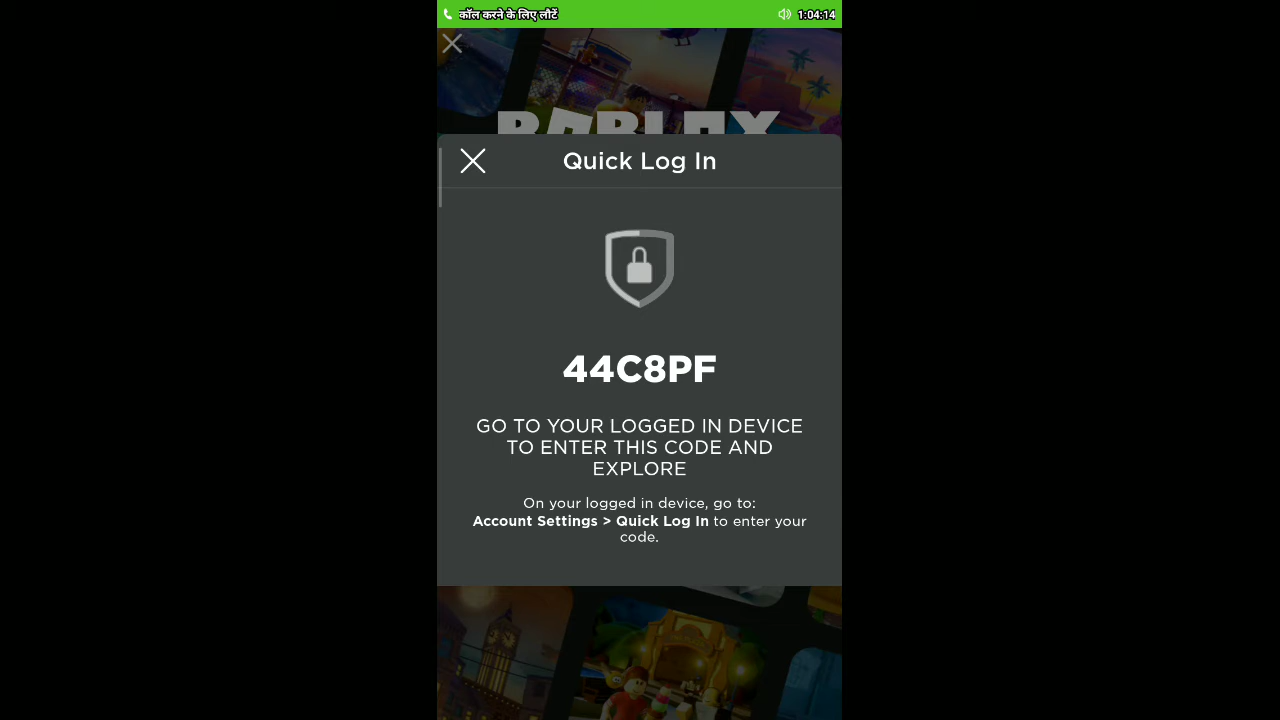 कॉल करने के लिए लौटें 1:04:14
ROBLOX
Quick Log In
44C8PF
GO TO YOUR LOGGED IN DEVICE
TO ENTER THIS CODE AND
EXPLORE
On your logged in device, go to:
Account Settings > Quick Log In to enter your
code.